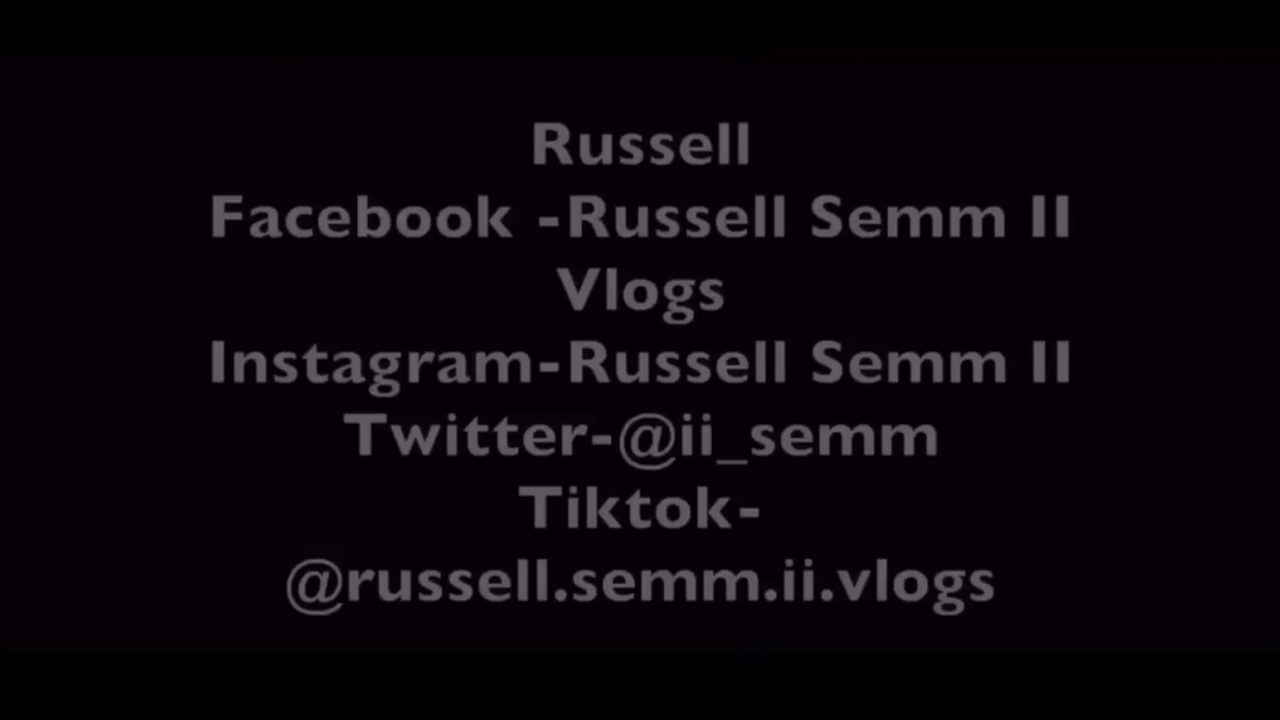 Russell
Facebook -Russell Semm II
Vlogs
Instagram-Russell Semm II
Twitter-@ii_semm
Tiktok-
@russell.semm.ii.vlogs